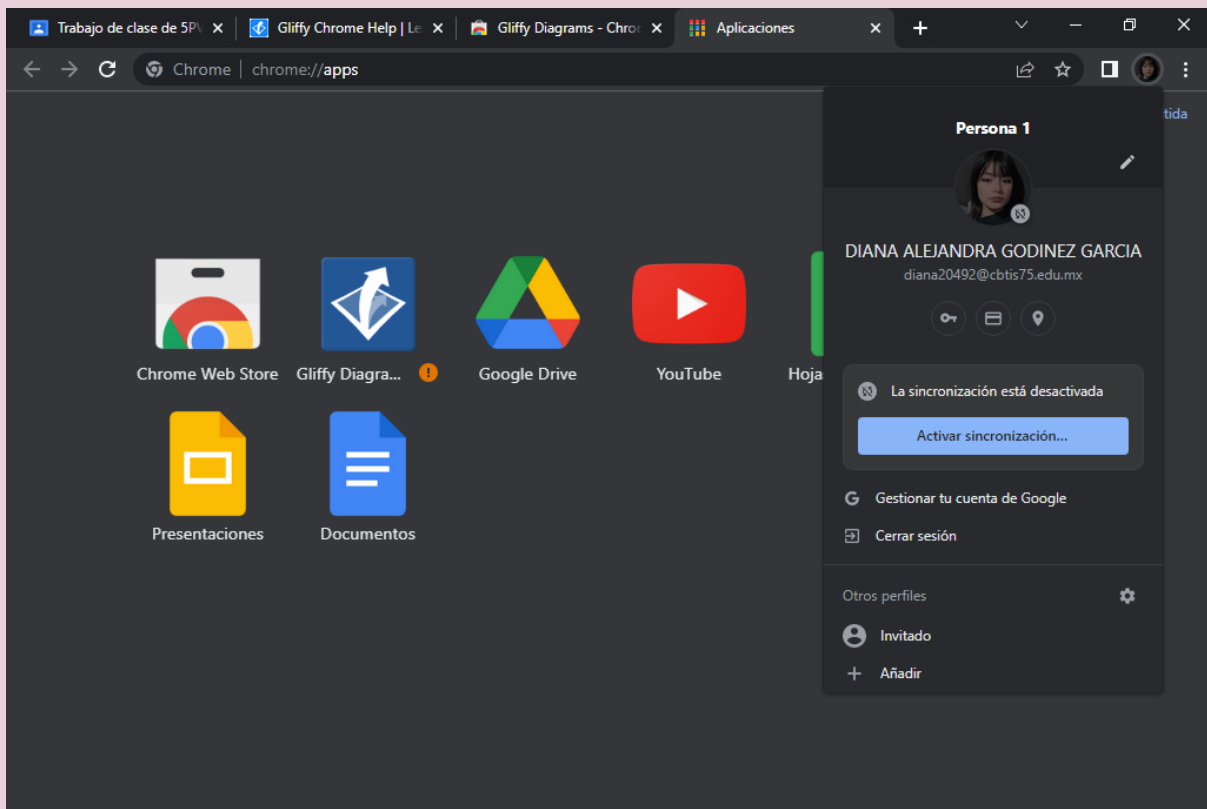 Trabajo de clase de 5PV
Gliffy Chrome Help | Le
Gliffy Diagrams - Chro
Aplicaciones
Chrome | chrome://apps
tida
Persona 1
DIANA ALEJANDRA GODINEZ GARCIA
diana20492@cbtis75.edu.mx
Chrome Web Store
Gliffy Diagra...
Google Drive
YouTube
Hoja
La sincronización está desactivada
Activar sincronización...
Presentaciones
Documentos
Gestionar tu cuenta de Google
Cerrar sesión
Otros perfiles
Invitado
Añadir